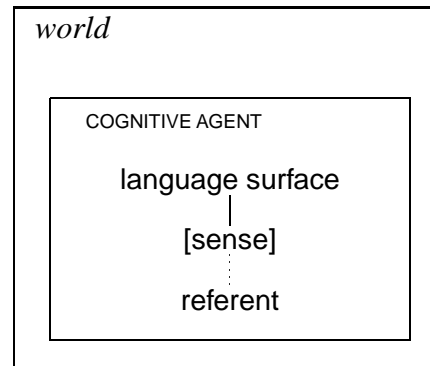 world
COGNITIVE AGENT
language surface
[sense]
referent